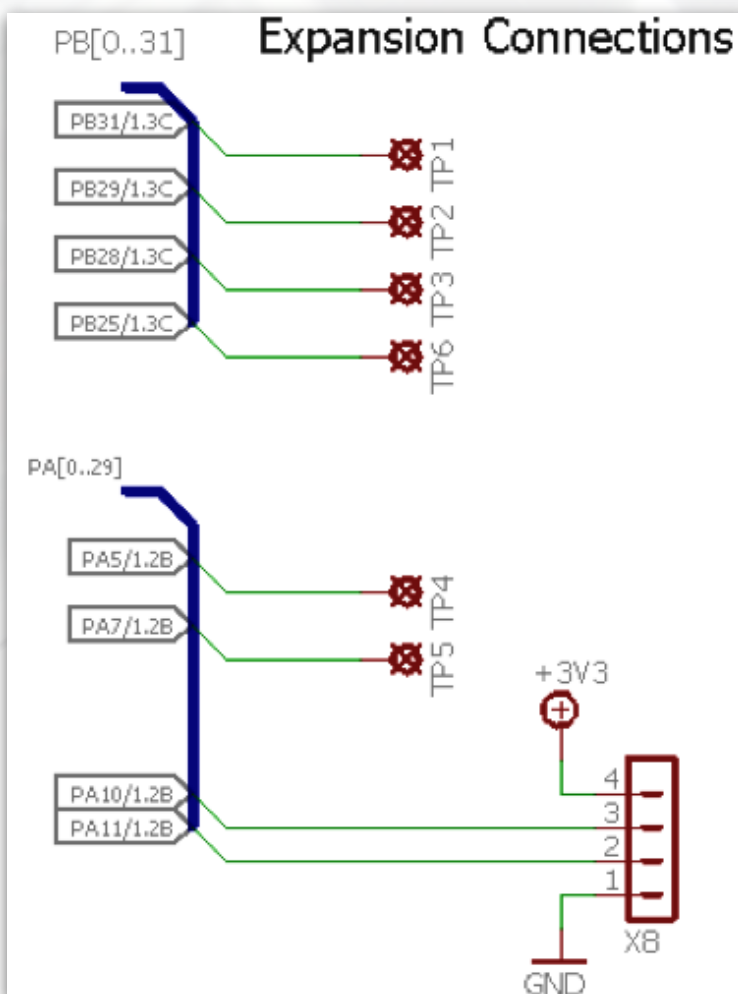 PB[0..31] Expansion Connections
PB31/1.3C
TP1
PB29/1.3C
TP2
PB28/1.3C
TP3
PB25/1.3C
TP6
PA[0..29]
PA5/1.2B
TP4
PA7/1.2B
TP5
+3V3
PA10/1.2B
4
3
PA11/1.2B
2
1
X8
GND